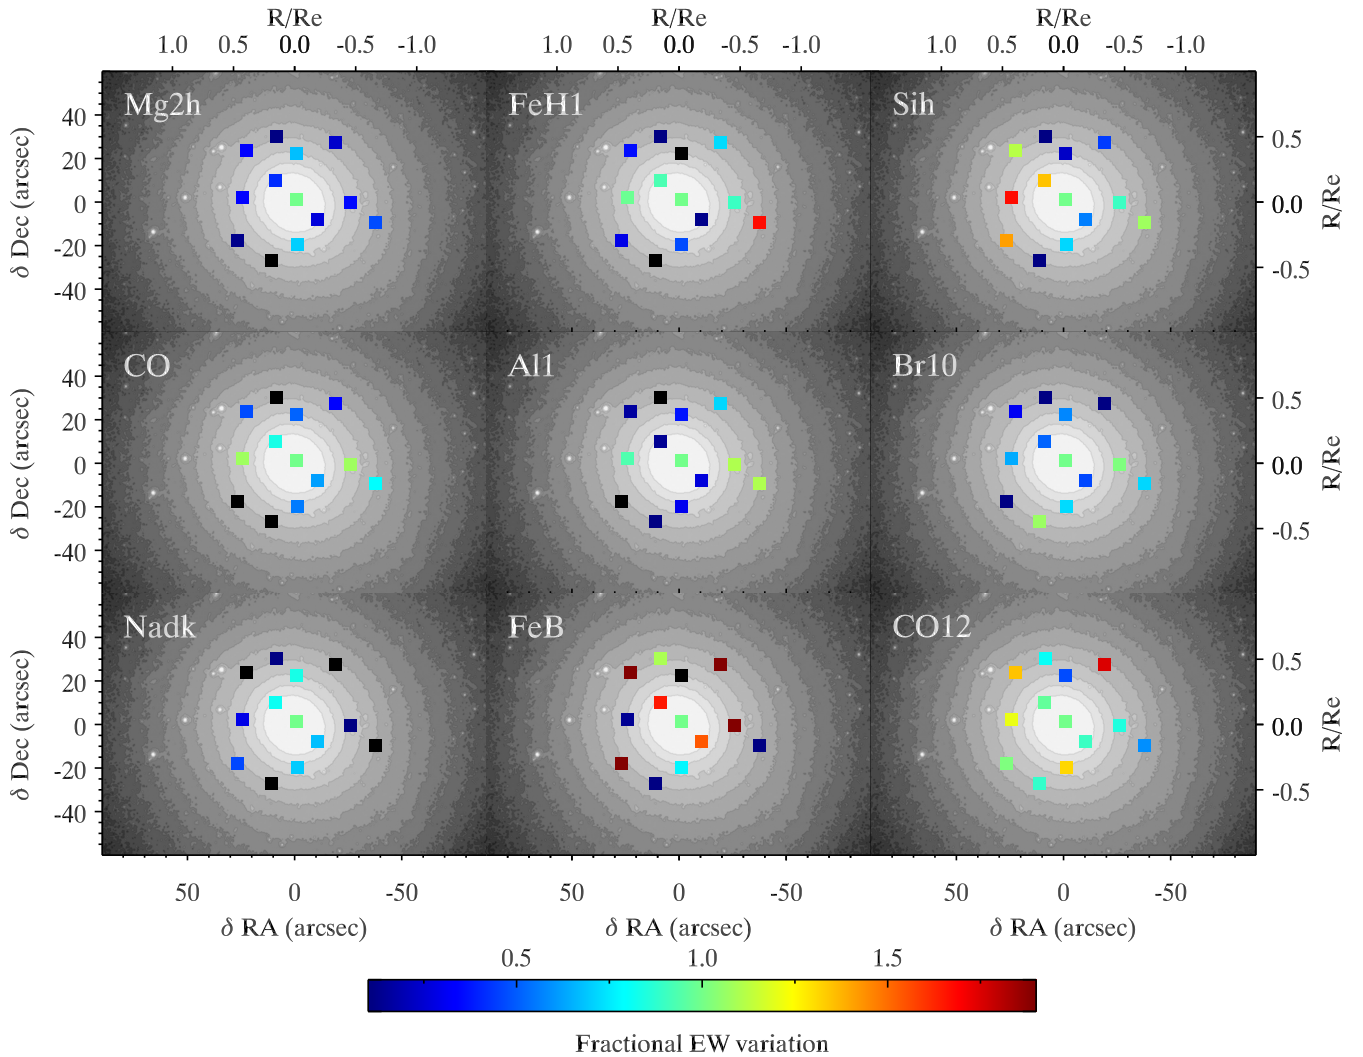 R/Re R/Re R/Re
1.0 0.5 0.0 -0.5 -1.0 1.0 0.5 0.0 -0.5 -1.0 1.0 0.5 0.0 -0.5 -1.0
Mg2h FeH1 Sih
40
20
0
-20
-40
δ Dec (arcsec)
0.5
0.0
-0.5
R/Re
CO Al1 Br10
40
20
0
-20
-40
δ Dec (arcsec)
0.5
0.0
-0.5
R/Re
Nadk FeB CO12
40
20
0
-20
-40
δ Dec (arcsec)
0.5
0.0
-0.5
R/Re
50 0 -50 50 0 -50 50 0 -50
δ RA (arcsec) δ RA (arcsec) δ RA (arcsec)
0.5 1.0 1.5
Fractional EW variation